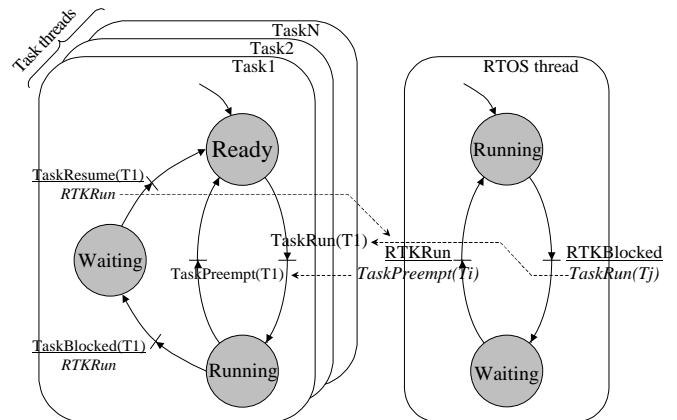 Task threads
TaskN
Task2
Task1
RTOS thread
Ready
Running
TaskResume(T1)
RTKRun
TaskRun(T1)
RTKRun
RTKBlocked
Waiting
TaskPreempt(T1)
TaskPreempt(Ti)
TaskRun(Tj)
TaskBlocked(T1)
RTKRun
Running
Waiting